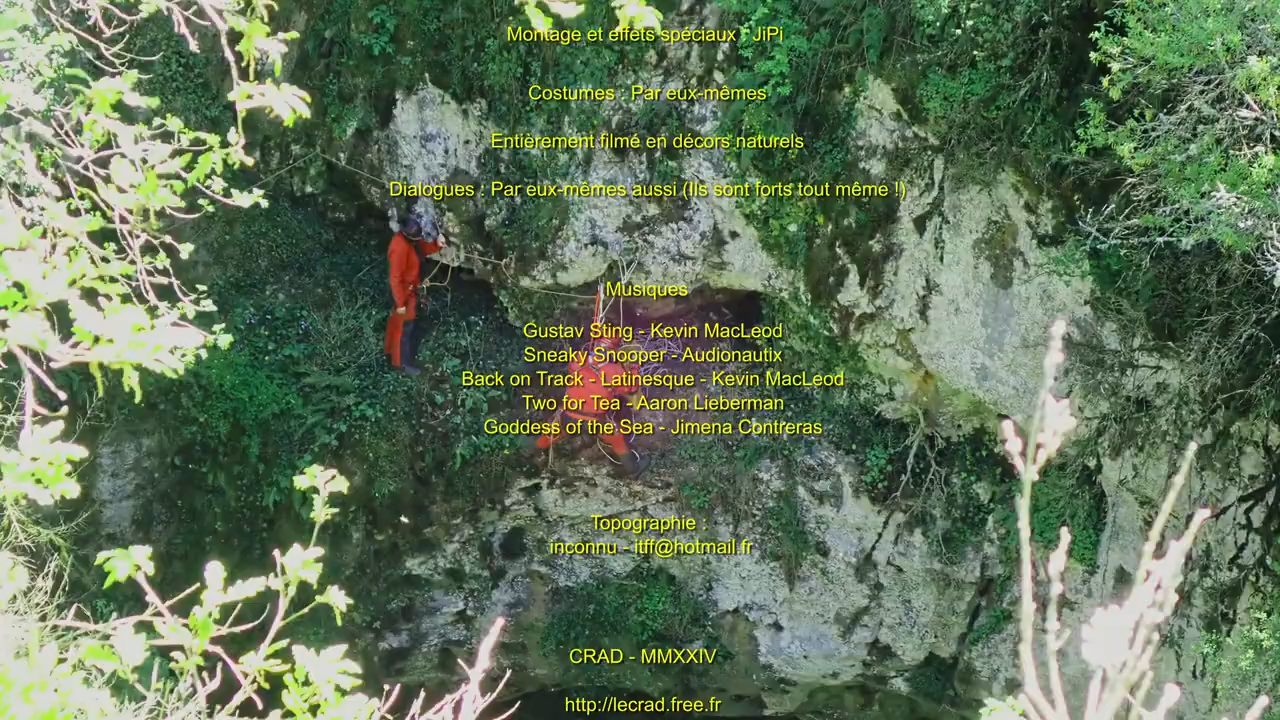 Montage et effets spéciaux : JiPi
Costumes : Par eux-mêmes
Entièrement filmé en décors naturels
Dialogues : Par eux-mêmes aussi (Ils sont forts tout même !)
Musiques
Gustav Sting - Kevin MacLeod
Sneaky Snooper - Audionautix
Back on Track - Latinesque - Kevin MacLeod
Two for Tea - Aaron Lieberman
Goddess of the Sea - Jimena Contreras
Topographie :
inconnu - itff@hotmail.fr
CRAD - MMXXIV
http://lecrad.free.fr